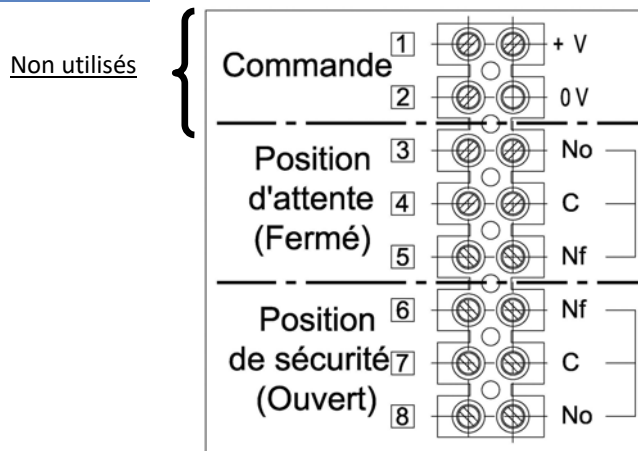 Non utilisés
Commande
1 + V
2 0 V
Position d'attente (Fermé)
3 No
4 C
5 Nf
Position de sécurité (Ouvert)
6 Nf
7 C
8 No